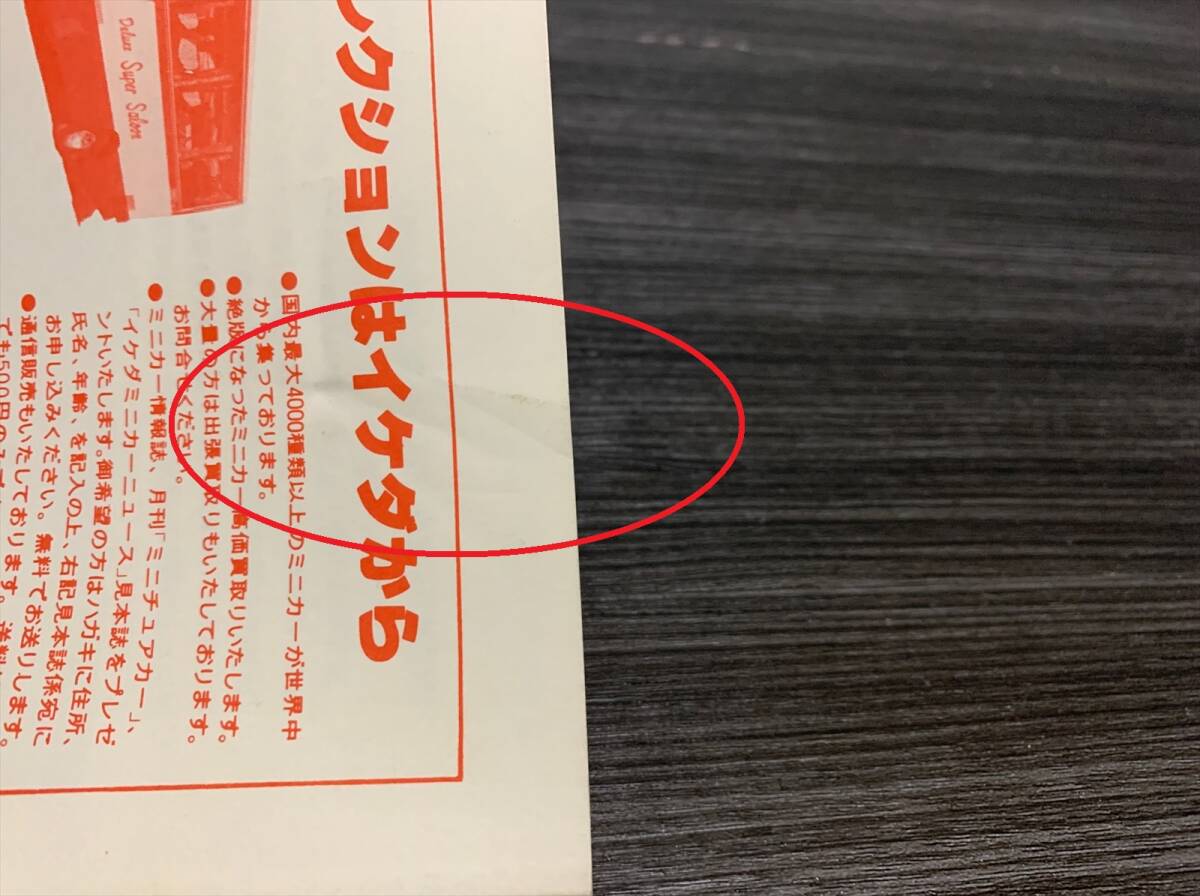 レクションはイケダから
Deluxe Super Saloon
●国内最大4000種類以上のミニカーが世界中
から集っております。
●絶版になったミニカー高価買取りいたします。
●大量の方は出張買取りもいたしております。
お問合せください。
●ミニカー情報誌、月刊「ミニチュアカー」、
「イケダミニカーニュース」見本誌をプレゼ
ントいたします。御希望の方はハガキに住所、
氏名、年齢、を記入の上、右記見本誌係宛に
お申し込みください。無料でお送りします。
●通信販売もいたしております。送料